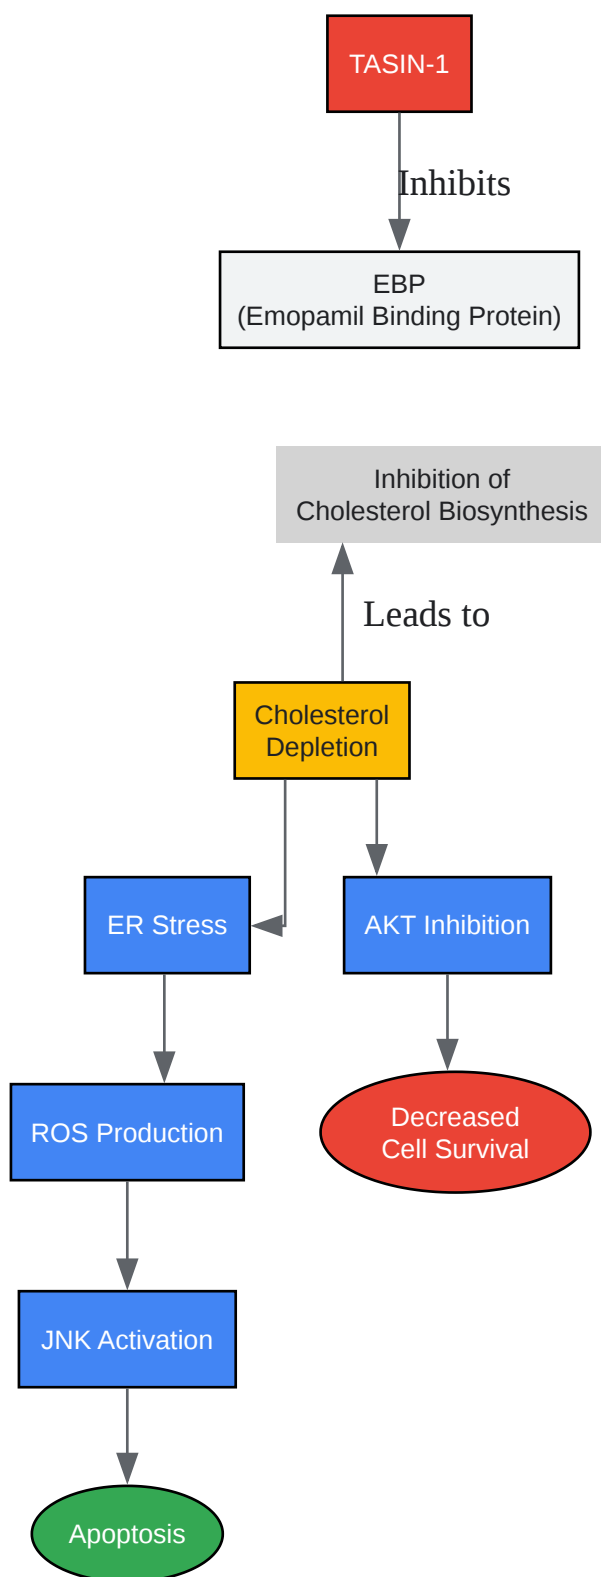 TASIN-1
Inhibits
EBP
(Emopamil Binding Protein)
Inhibition of
Cholesterol Biosynthesis
Leads to
Cholesterol
Depletion
ER Stress
AKT Inhibition
ROS Production
Decreased
Cell Survival
JNK Activation
Apoptosis